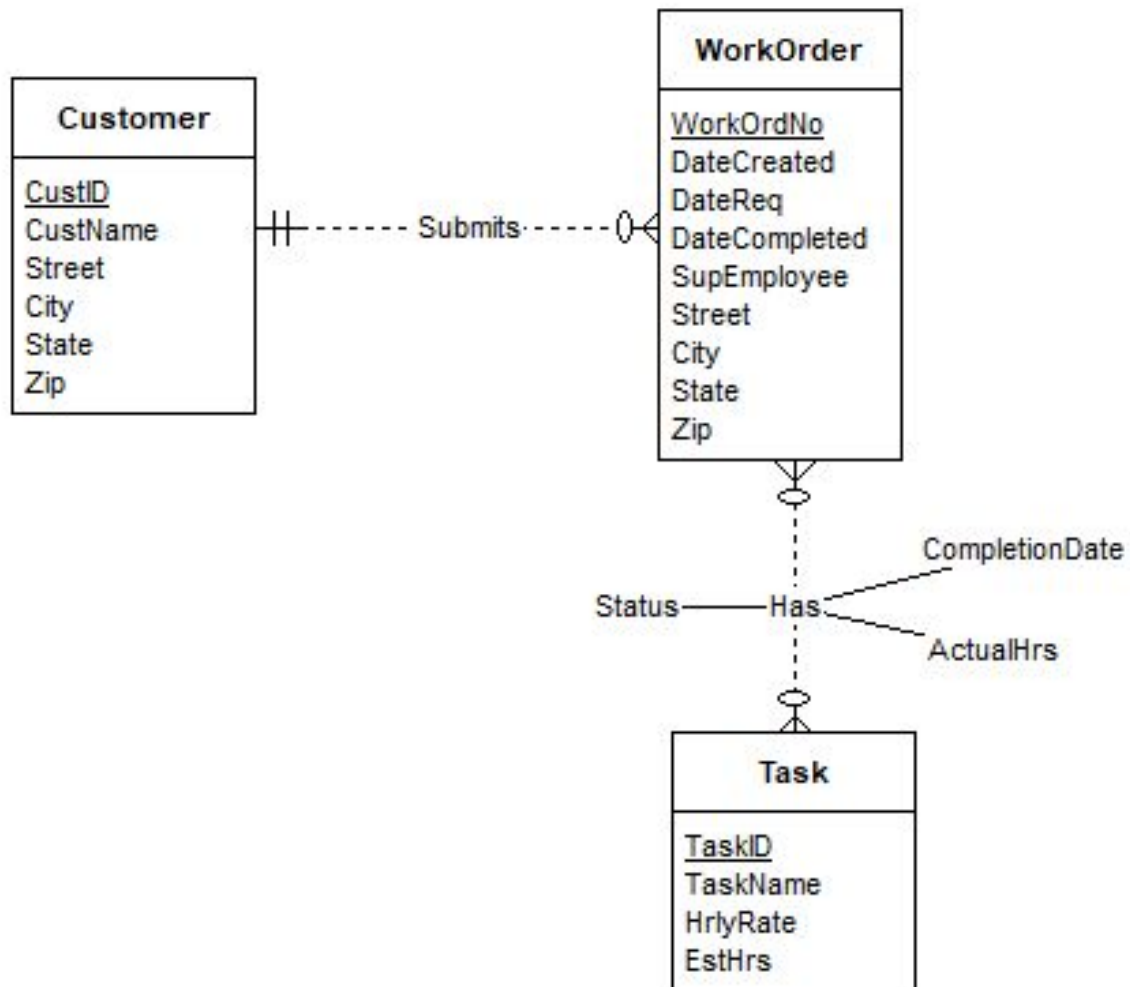 Customer
CustID
CustName
Street
City
State
Zip
Submits
WorkOrder
WorkOrdNo
DateCreated
DateReq
DateCompleted
SupEmployee
Street
City
State
Zip
CompletionDate
Status
Has
ActualHrs
Task
TaskID
TaskName
HrlyRate
EstHrs